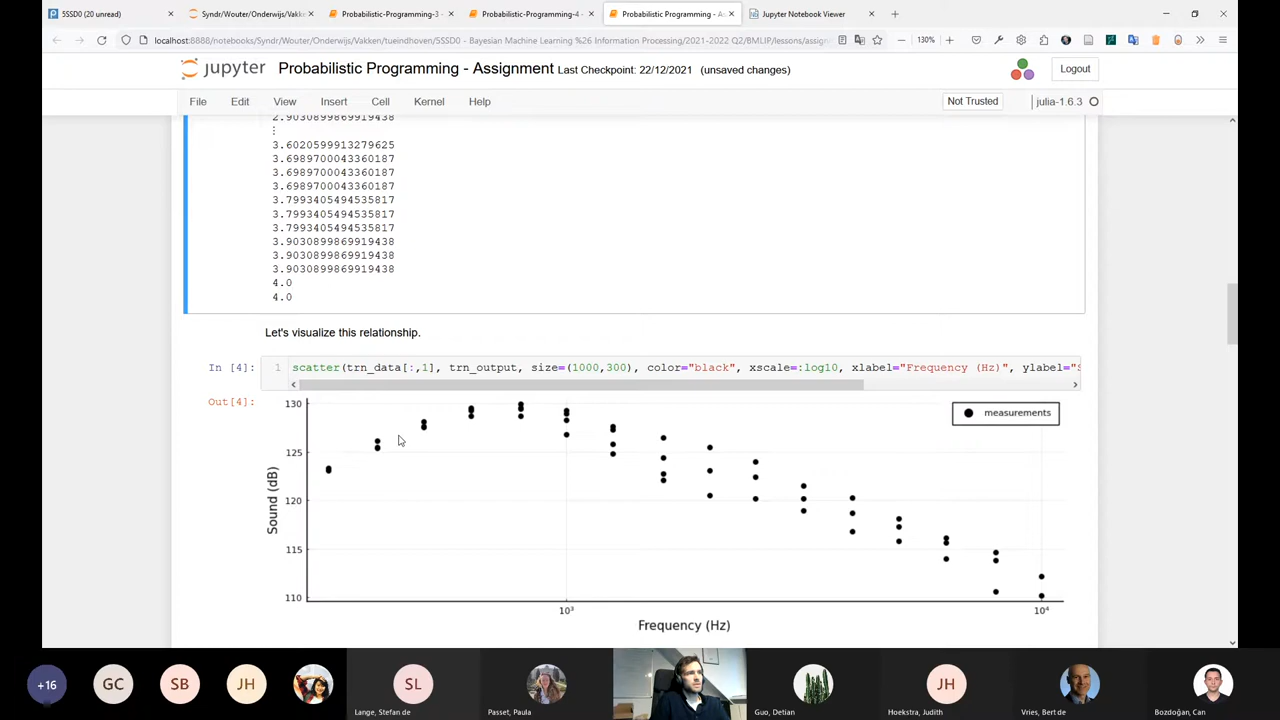 5SSD0 (20 unread)
Syndr/Wouter/Onderwijs/Vakke
Probabilistic-Programming-3 -
Probabilistic-Programming-4 -
Probabilistic Programming - As
Jupyter Notebook Viewer
localhost:8888/notebooks/Syndr/Wouter/Onderwijs/Vakken/tueindhoven/5SSD0 - Bayesian Machine Learning %26 Information Processing/2021-2022 Q2/BMLIP/lessons/assign
130%
jupyter Probabilistic Programming - Assignment Last Checkpoint: 22/12/2021 (unsaved changes)
Logout
File Edit View Insert Cell Kernel Help
Not Trusted
julia-1.6.3
2.9030899869919438
⋮
3.6020599913279625
3.6989700043360187
3.6989700043360187
3.6989700043360187
3.7993405494535817
3.7993405494535817
3.7993405494535817
3.9030899869919438
3.9030899869919438
3.9030899869919438
4.0
4.0
Let's visualize this relationship.
In [4]: 1 scatter(trn_data[:,1], trn_output, size=(1000,300), color="black", xscale=:log10, xlabel="Frequency (Hz)", ylabel="S
Out[4]:
130
125
120
115
110
Sound (dB)
measurements
10³
10⁴
Frequency (Hz)
+16
GC
SB
JH
SL
JH
Lange, Stefan de
Passet, Paula
Guo, Detian
Hoekstra, Judith
Vries, Bert de
Bozdoğan, Can